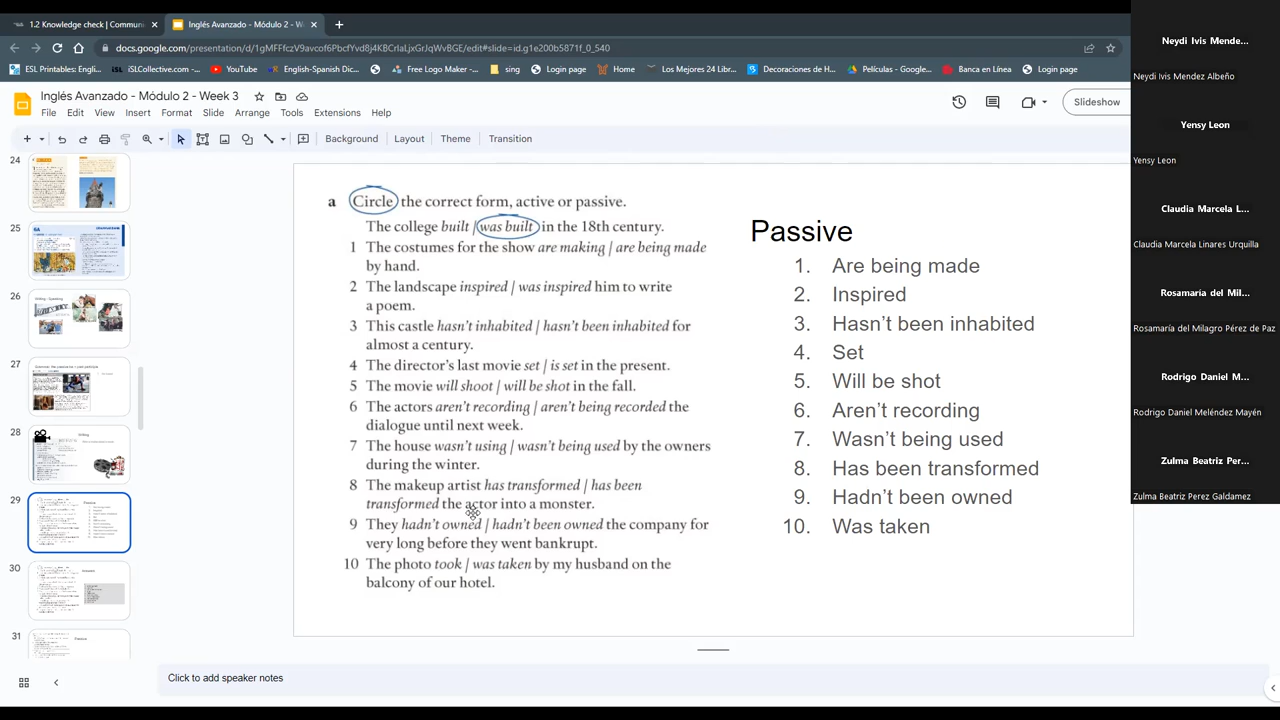 1.2 Knowledge check | Communi
Inglés Avanzado - Módulo 2 - W
docs.google.com/presentation/d/1gMFFfczV9avcof6PbcfYvd8j4KBCrlaLjxGrJqWvBGE/edit#slide=id.g1e200b5871f_0_540
ESL Printables: Engl...
iSLCollective.com -...
YouTube
English-Spanish Dic...
Free Logo Maker -...
sing
Login page
Home
Los Mejores 24 Libr...
Decoraciones de H...
Películas - Google...
Banca en Línea
Login page
Inglés Avanzado - Módulo 2 - Week 3
File Edit View Insert Format Slide Arrange Tools Extensions Help
Slideshow
Background Layout Theme Transition
24
25
26
27
28
29
30
31
a Circle the correct form, active or passive.
The college built / was built in the 18th century.
1 The costumes for the show are making / are being made
by hand.
2 The landscape inspired / was inspired him to write
a poem.
3 This castle hasn't inhabited / hasn't been inhabited for
almost a century.
4 The director's last movie set / is set in the present.
5 The movie will shoot / will be shot in the fall.
6 The actors aren't recording / aren't being recorded the
dialogue until next week.
7 The house wasn't using / wasn't being used by the owners
during the winter.
8 The makeup artist has transformed / has been
transformed the actor into a monster.
9 They hadn't owned / hadn't been owned the company for
very long before they went bankrupt.
10 The photo took / was taken by my husband on the
balcony of our hotel.
Passive
1. Are being made
2. Inspired
3. Hasn't been inhabited
4. Set
5. Will be shot
6. Aren't recording
7. Wasn't being used
8. Has been transformed
9. Hadn't been owned
10. Was taken
Click to add speaker notes
Neydi Ivis Mende...
Neydi Ivis Mendez Albeño
Yensy Leon
Yensy Leon
Claudia Marcela L...
Claudia Marcela Linares Urquilla
Rosamaría del Mil...
Rosamaría del Milagro Pérez de Paz
Rodrigo Daniel M...
Rodrigo Daniel Meléndez Mayén
Zulma Beatriz Per...
Zulma Beatriz Perez Galdamez